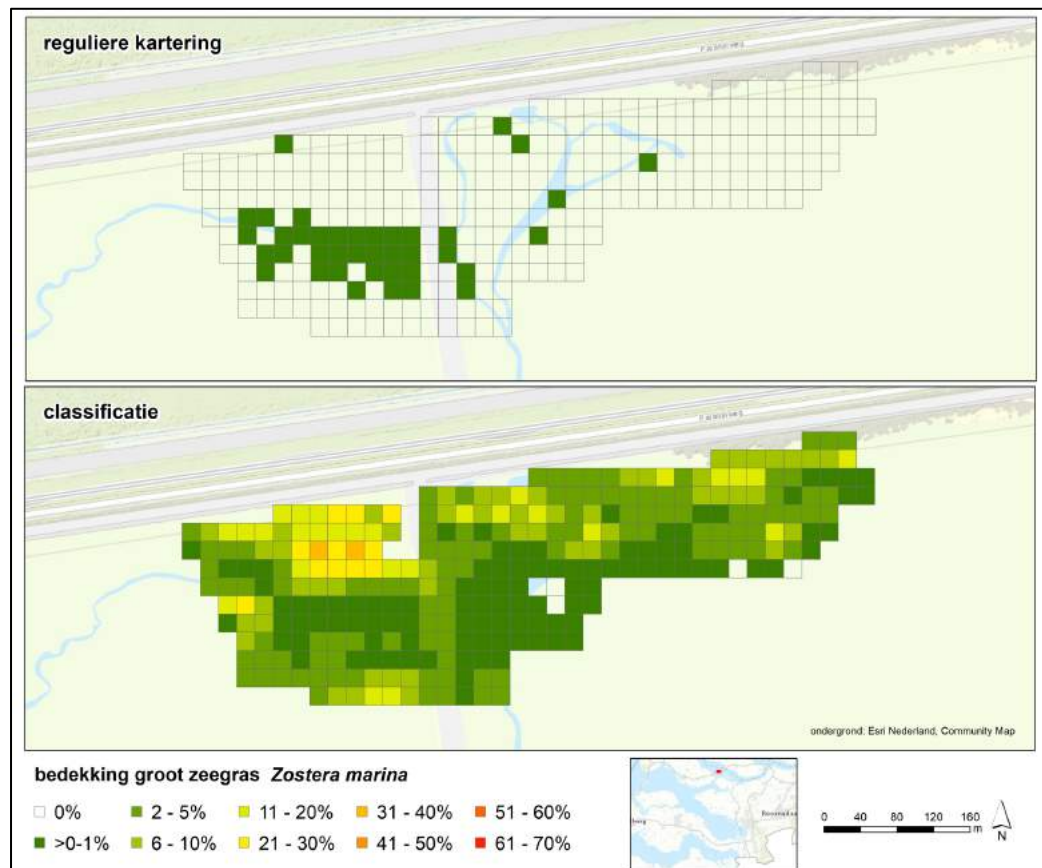 reguliere kartering
classificatie
ondergrond: Esri Nederland, Community Map
bedekking groot zeegras Zostera marina
0%
2 - 5%
11 - 20%
31 - 40%
51 - 60%
>0-1%
6 - 10%
21 - 30%
41 - 50%
61 - 70%
0 40 80 120 160
m
N